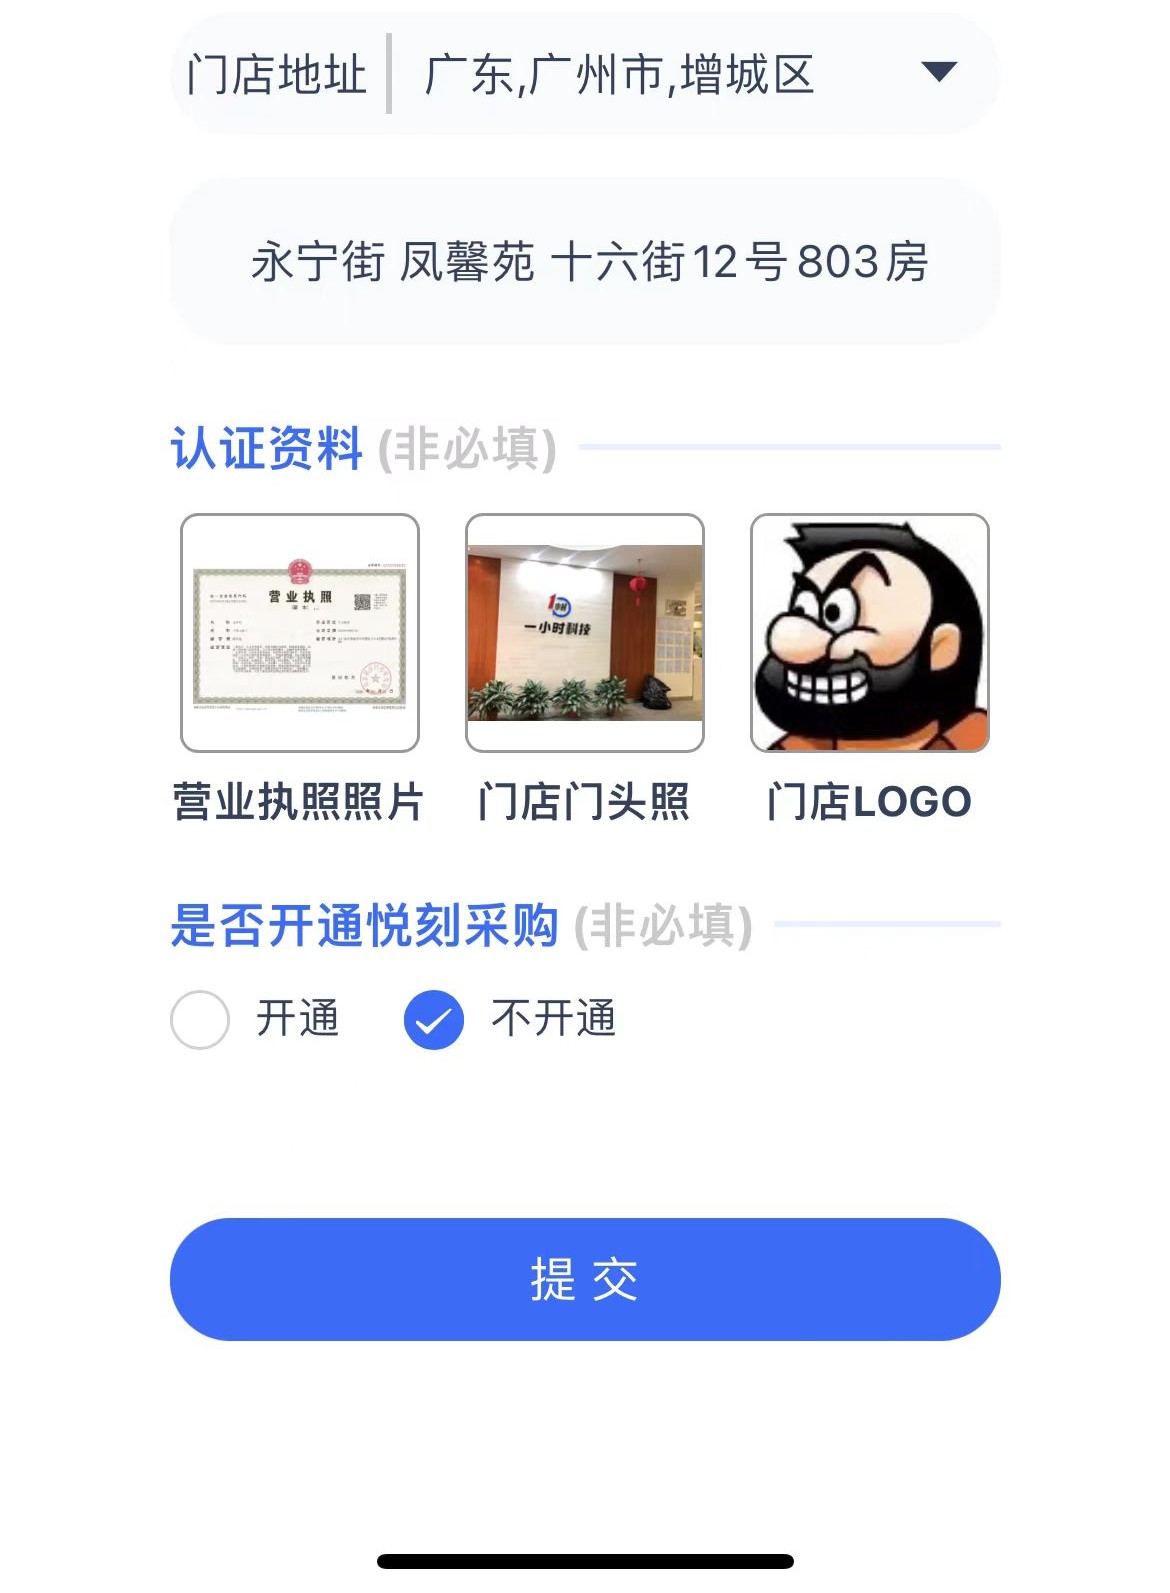 门店地址 广东,广州市,增城区
永宁街 凤馨苑 十六街12号803房
认证资料 (非必填)
营业执照
一小时科技
营业执照照片 门店门头照 门店LOGO
是否开通悦刻采购 (非必填)
开通 不开通
提交